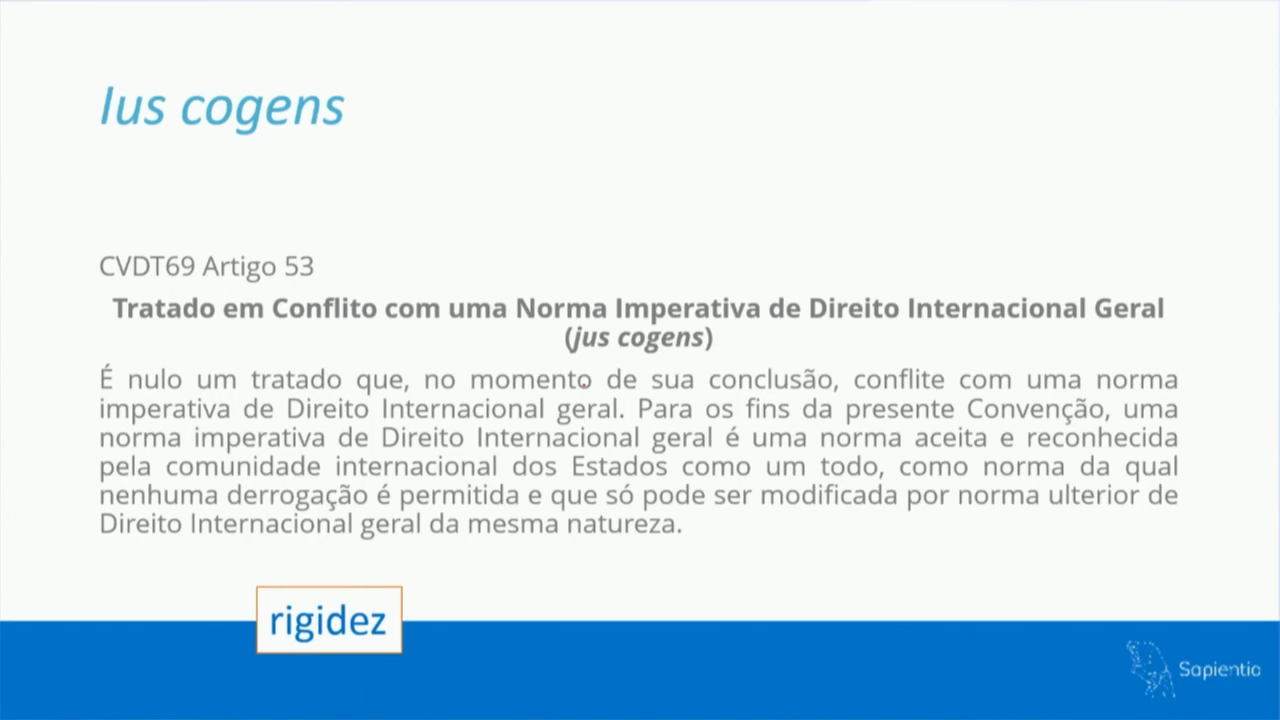 Ius cogens
CVDT69 Artigo 53
Tratado em Conflito com uma Norma Imperativa de Direito Internacional Geral
(jus cogens)
É nulo um tratado que, no momento de sua conclusão, conflite com uma norma
imperativa de Direito Internacional geral. Para os fins da presente Convenção, uma
norma imperativa de Direito Internacional geral é uma norma aceita e reconhecida
pela comunidade internacional dos Estados como um todo, como norma da qual
nenhuma derrogação é permitida e que só pode ser modificada por norma ulterior de
Direito Internacional geral da mesma natureza.
rigidez
Sapientia